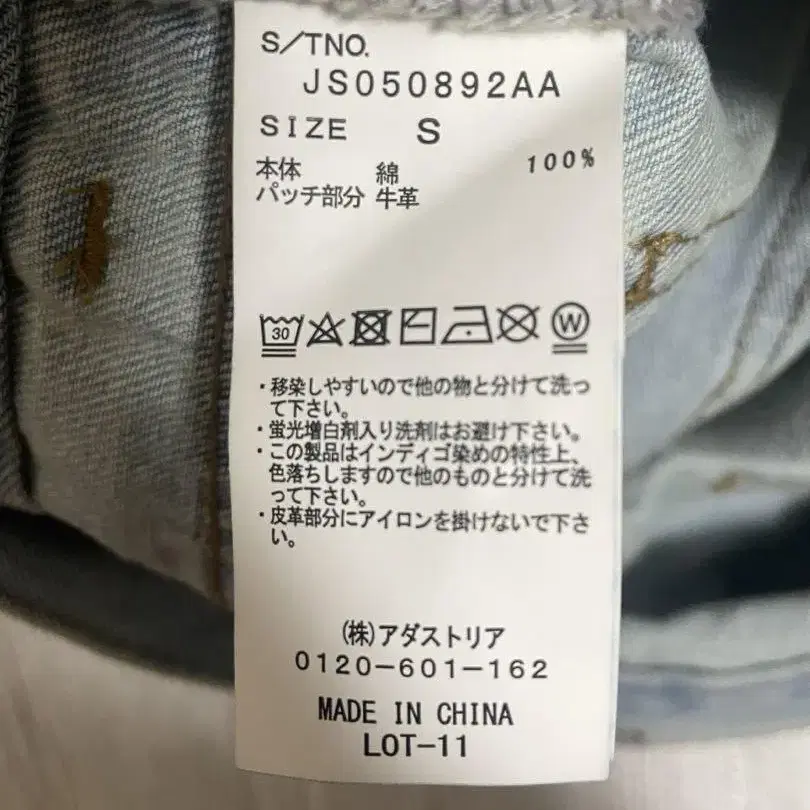 S/TNO.
JS050892AA
SIZE S
本体 綿 100%
パッチ部分 牛革
30 W
・移染しやすいので他の物と分けて洗っ
て下さい。
・蛍光増白剤入り洗剤はお避け下さい。
・この製品はインディゴ染めの特性上、
色落ちしますので他のものと分けて洗
って下さい。
・皮革部分にアイロンを掛けないで下さ
い。
(株)アダストリア
0120-601-162
MADE IN CHINA
LOT-11